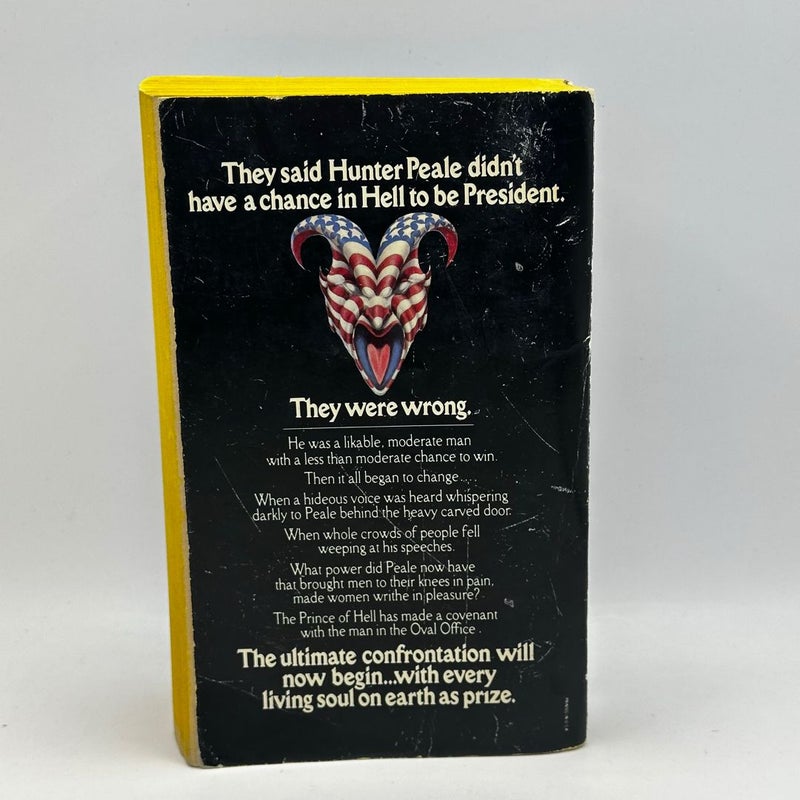 They said Hunter Peale didn't
have a chance in Hell to be President.
They were wrong.
He was a likable, moderate man
with a less than moderate chance to win.
Then it all began to change....
When a hideous voice was heard whispering
darkly to Peale behind the heavy carved door.
When whole crowds of people fell
weeping at his speeches.
What power did Peale now have
that brought men to their knees in pain,
made women writhe in pleasure?
The Prince of Hell has made a covenant
with the man in the Oval Office.
The ultimate confrontation will
now begin...with every
living soul on earth as prize.